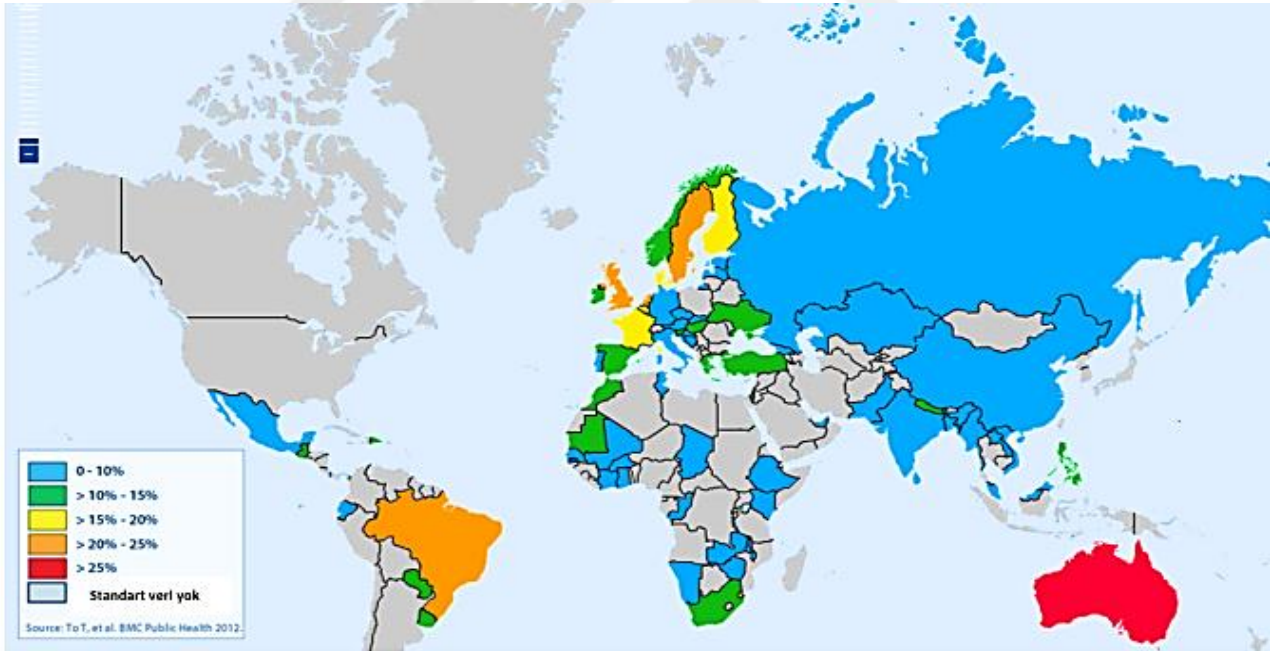 0 - 10%
> 10% - 15%
> 15% - 20%
> 20% - 25%
> 25%
Standart veri yok
Source: To T, et al. BMC Public Health 2012.